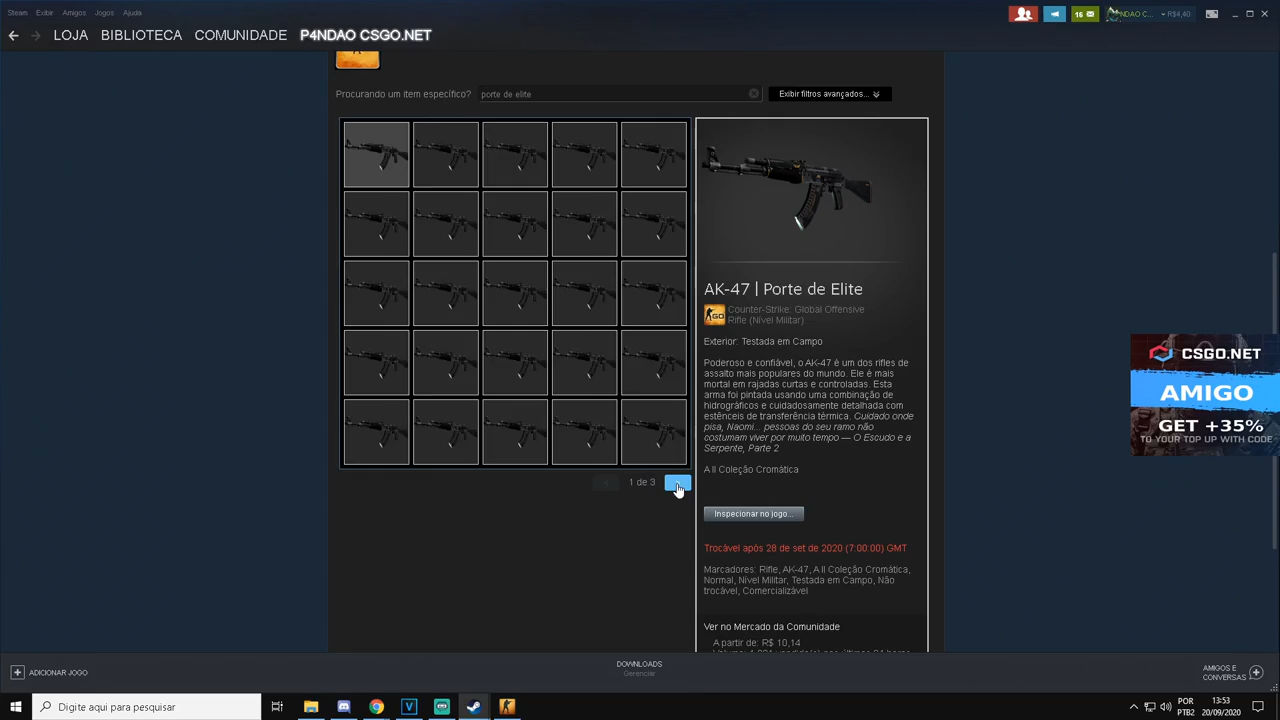 Steam Exibir Amigos Jogos Ajuda
16
R$4,40
LOJA BIBLIOTECA COMUNIDADE P4NDAO CSGO.NET
Procurando um item específico? porte de elite Exibir filtros avançados...
AK-47 | Porte de Elite
GO
Counter-Strike: Global Offensive
Rifle (Nível Militar)
Exterior: Testada em Campo
Poderoso e confiável, o AK-47 é um dos rifles de
assalto mais populares do mundo. Ele é mais
mortal em rajadas curtas e controladas. Esta
arma foi pintada usando uma combinação de
hidrográficos e cuidadosamente detalhada com
estênceis de transferência térmica. Cuidado onde
pisa, Naomi... pessoas do seu ramo não
costumam viver por muito tempo — O Escudo e a
Serpente, Parte 2
A II Coleção Cromática
1 de 3
Inspecionar no jogo...
Trocável após 28 de set de 2020 (7:00:00) GMT
Marcadores: Rifle, AK-47, A II Coleção Cromática,
Normal, Nível Militar, Testada em Campo, Não
trocável, Comercializável
Ver no Mercado da Comunidade
A partir de: R$ 10,14
CSGO.NET
AMIGO
GET +35%
TO YOUR TOP UP WITH CODE
ADICIONAR JOGO
DOWNLOADS
Gerenciar
AMIGOS E
CONVERSAS
Digite aqui para pesquisar
POR
PTB2
13:53
20/09/2020